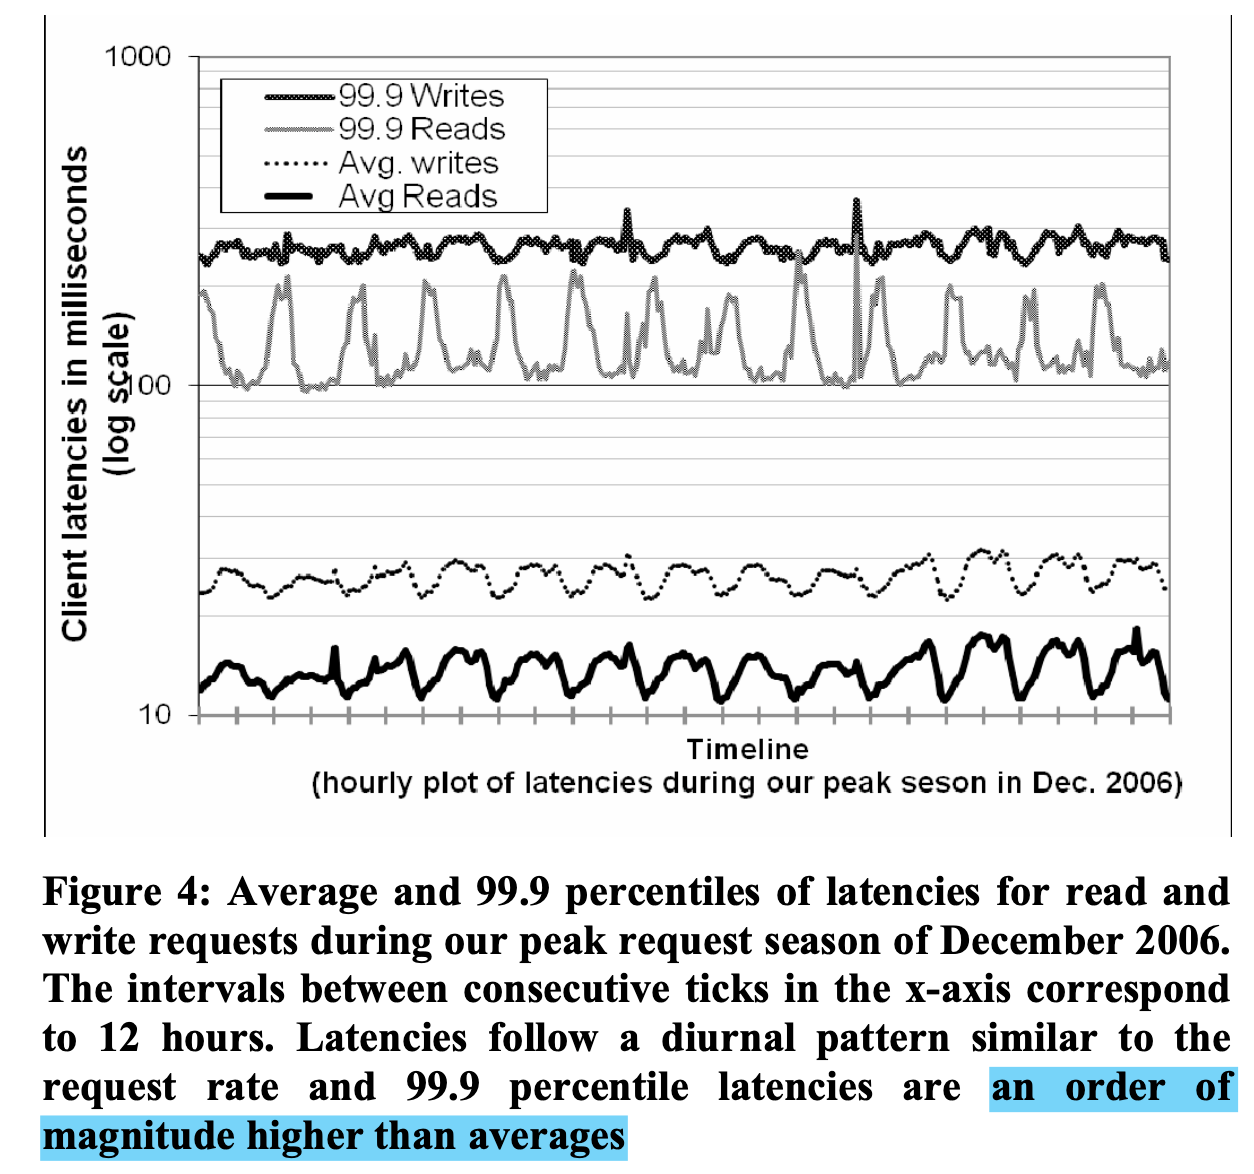 1000
99.9 Writes
99.9 Reads
Avg. writes
Avg Reads
Client latencies in milliseconds
(log scale)
100
10
Timeline
(hourly plot of latencies during our peak seson in Dec. 2006)
Figure 4: Average and 99.9 percentiles of latencies for read and
write requests during our peak request season of December 2006.
The intervals between consecutive ticks in the x-axis correspond
to 12 hours. Latencies follow a diurnal pattern similar to the
request rate and 99.9 percentile latencies are an order of
magnitude higher than averages